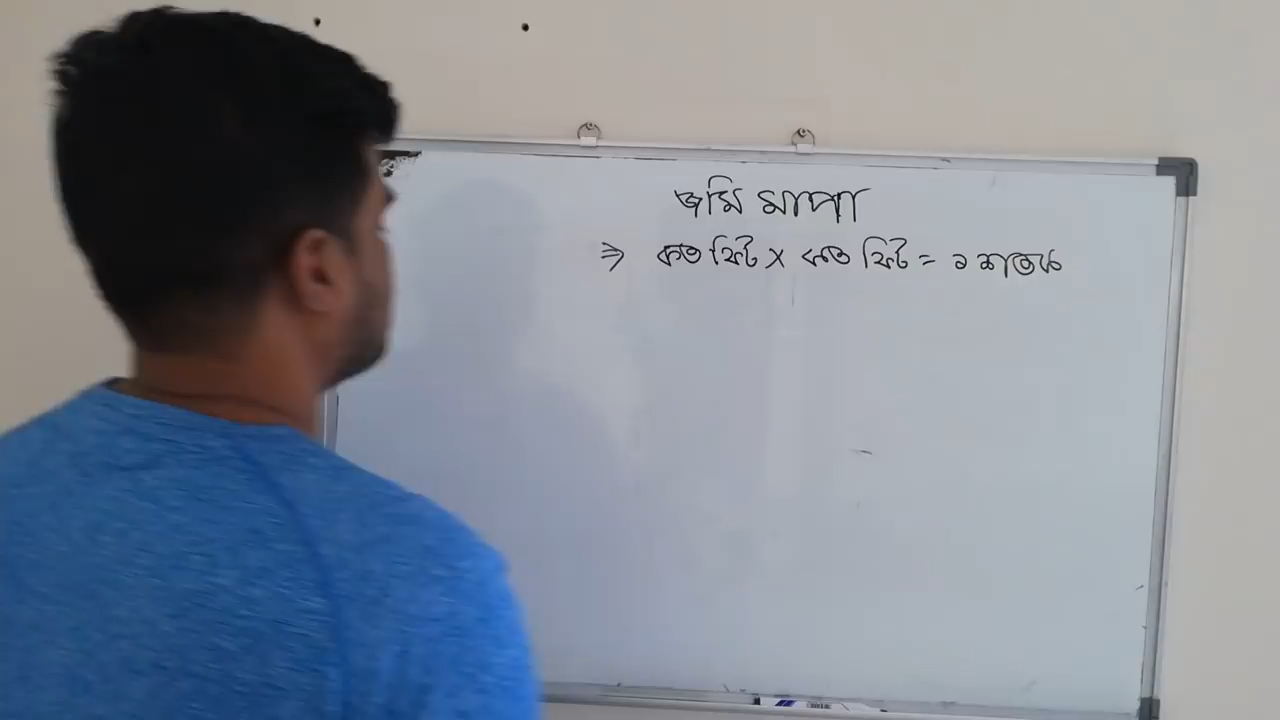 জমি মাপা
⇒ কত ফিট × কত ফিট = ১ শতক